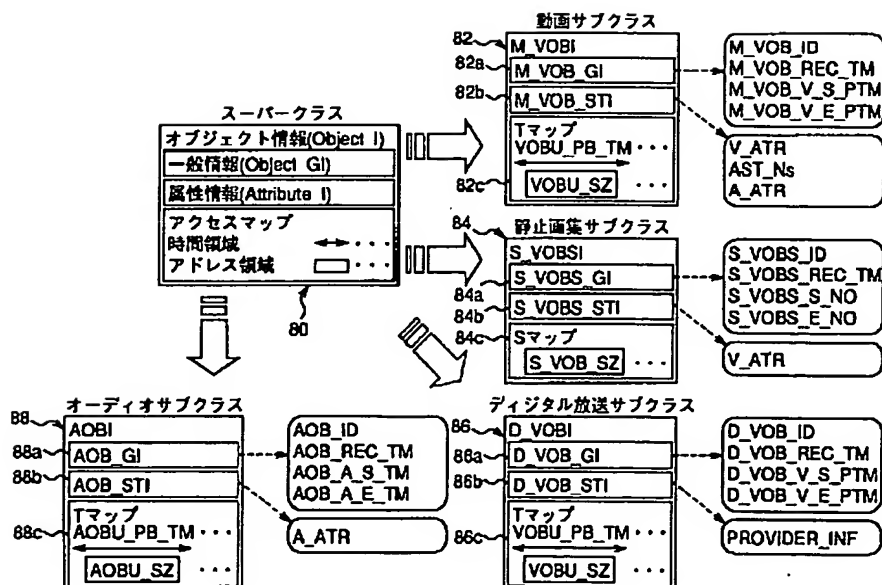 スーパークラス
オブジェクト情報(Object I)
一般情報(Object GI)
属性情報(Attribute I)
アクセスマップ
時間領域 ・・・
アドレス領域 ・・・
80
動画サブクラス
82
M_VOBI
82a
M_VOB_GI
82b
M_VOB_STI
Tマップ
VOBU_PB_TM ・・・
82c
VOBU_SZ ・・・
M_VOB_ID
M_VOB_REC_TM
M_VOB_V_S_PTM
M_VOB_V_E_PTM
V_ATR
AST_Ns
A_ATR
静止画集サブクラス
84
S_VOBSI
S_VOBS_GI
84a
S_VOBS_STI
84b
84c
Sマップ
S_VOB_SZ ・・・
S_VOBS_ID
S_VOBS_REC_TM
S_VOBS_S_NO
S_VOBS_E_NO
V_ATR
オーディオサブクラス
88
AOBI
88a
AOB_GI
88b
AOB_STI
Tマップ
88c
AOBU_PB_TM ・・・
AOBU_SZ ・・・
AOB_ID
AOB_REC_TM
AOB_A_S_TM
AOB_A_E_TM
A_ATR
ディジタル放送サブクラス
86
D_VOBI
86a
D_VOB_GI
86b
D_VOB_STI
Tマップ
86c
VOBU_PB_TM ・・・
VOBU_SZ ・・・
D_VOB_ID
D_VOB_REC_TM
D_VOB_V_S_PTM
D_VOB_V_E_PTM
PROVIDER_INF